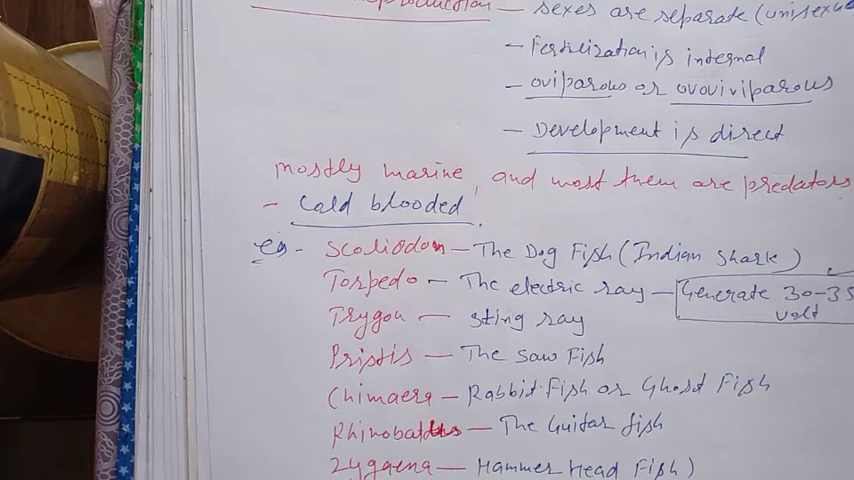 — Sexes are separate (unisexu
— Fertilization is internal
— oviparous or ovoviviparous
— Development is direct
mostly marine, and most them are predators
– Cold blooded
eg - Scoliodon — The Dog Fish (Indian Shark)
Torpedo — The electric ray — Generate 30-35
volt
Trygon — sting ray
Pristis — The Saw Fish
Chimaera — Rabbit Fish or Ghost Fish
Rhinobatus — The Guitar fish
Zygaena — Hammer Head Fish)